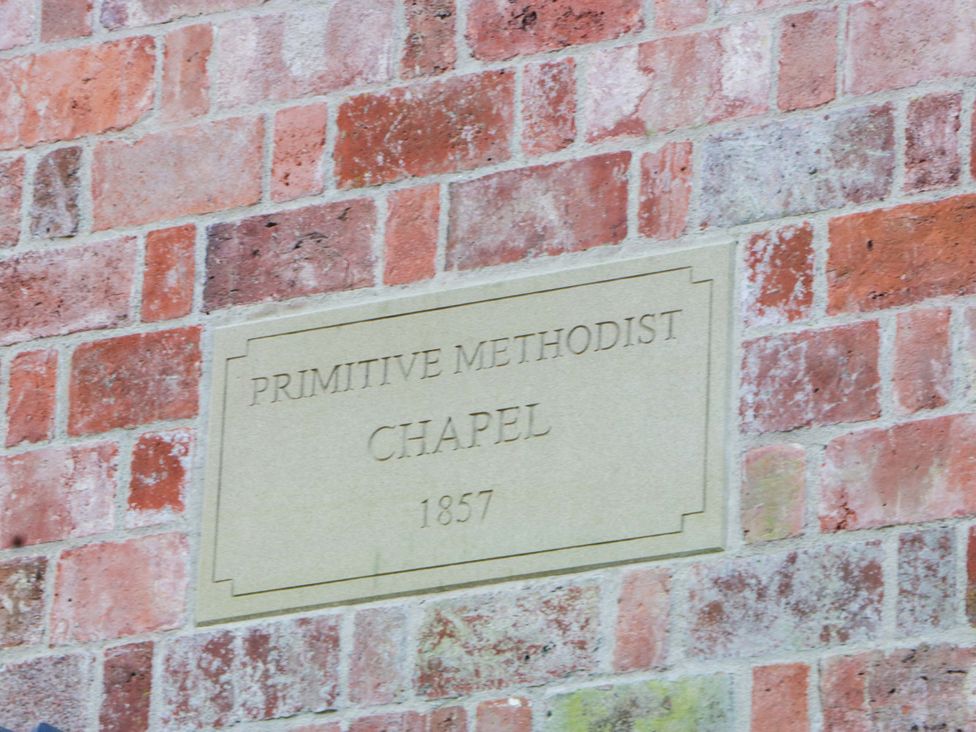 PRIMITIVE METHODIST
CHAPEL
1857